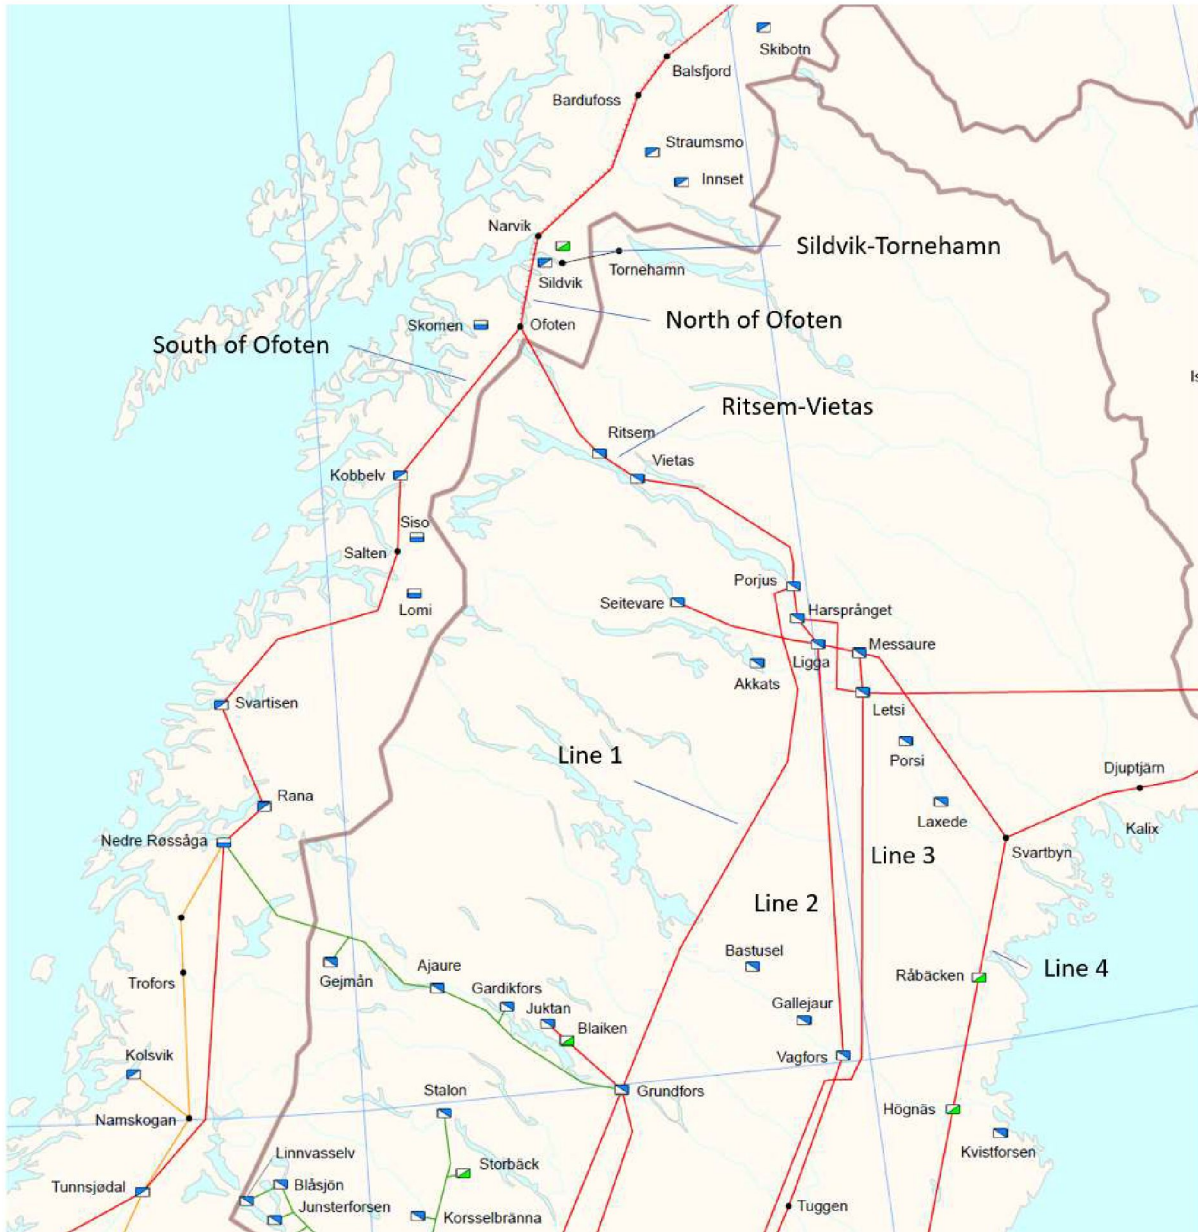 Skibotn
Balsfjord
Bardufoss
Straumsmo
Innset
Narvik
Sildvik-Tornehamn
Sildvik
Tornehamn
Skomen
Ofoten
North of Ofoten
South of Ofoten
Is
Ritsem-Vietas
Ritsem
Vietas
Kobbelv
Siso
Salten
Lomi
Porjus
Seitevare
Harsprånget
Messaure
Ligga
Akkats
Letsi
Svartisen
Porsi
Line 1
Djuptjärn
Rana
Laxede
Kalix
Nedre Røssåga
Line 3
Svartbyn
Line 2
Bastusel
Ajaure
Gejmån
Gardikfors
Råbäcken
Line 4
Trofors
Juktan
Gallejaur
Blaiken
Kolsvik
Vagfors
Stalon
Grundfors
Namskogan
Högnäs
Kvistforsen
Linnvasselv
Storbäck
Tunnsjødal
Blåsjön
Junsterforsen
Korsselbränna
Tuggen